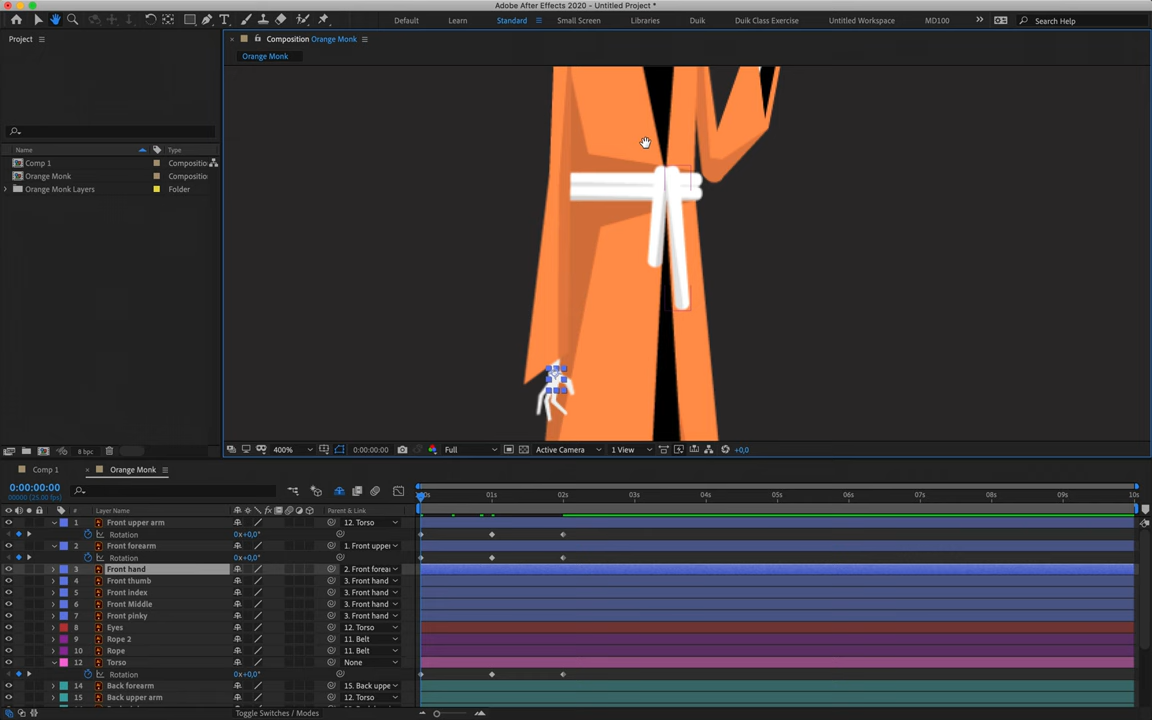 Adobe After Effects 2020 - Untitled Project *
Default Learn Standard Small Screen Libraries Duik Duik Class Exercise Untitled Workspace MD100 Search Help
Project
Composition Orange Monk
Orange Monk
Name Type
Comp 1 Compositio
Orange Monk Compositio
Orange Monk Layers Folder
8 bpc
400% 0:00:00:00 Full Active Camera 1 View +0,0
Comp 1 Orange Monk
0:00:00:00
00000 (25.00 fps)
# Layer Name Parent & Link
:00s 01s 02s 03s 04s 05s 06s 07s 08s 09s 10s
1 Front upper arm 12. Torso
Rotation 0x+0,0°
2 Front forearm 1. Front upper
Rotation 0x+0,0°
3 Front hand 2. Front forear
4 Front thumb 3. Front hand
5 Front index 3. Front hand
6 Front Middle 3. Front hand
7 Front pinky 3. Front hand
8 Eyes 12. Torso
9 Rope 2 11. Belt
10 Rope 11. Belt
12 Torso None
Rotation 0x+0,0°
14 Back forearm 15. Back uppe
15 Back upper arm 12. Torso
Toggle Switches / Modes